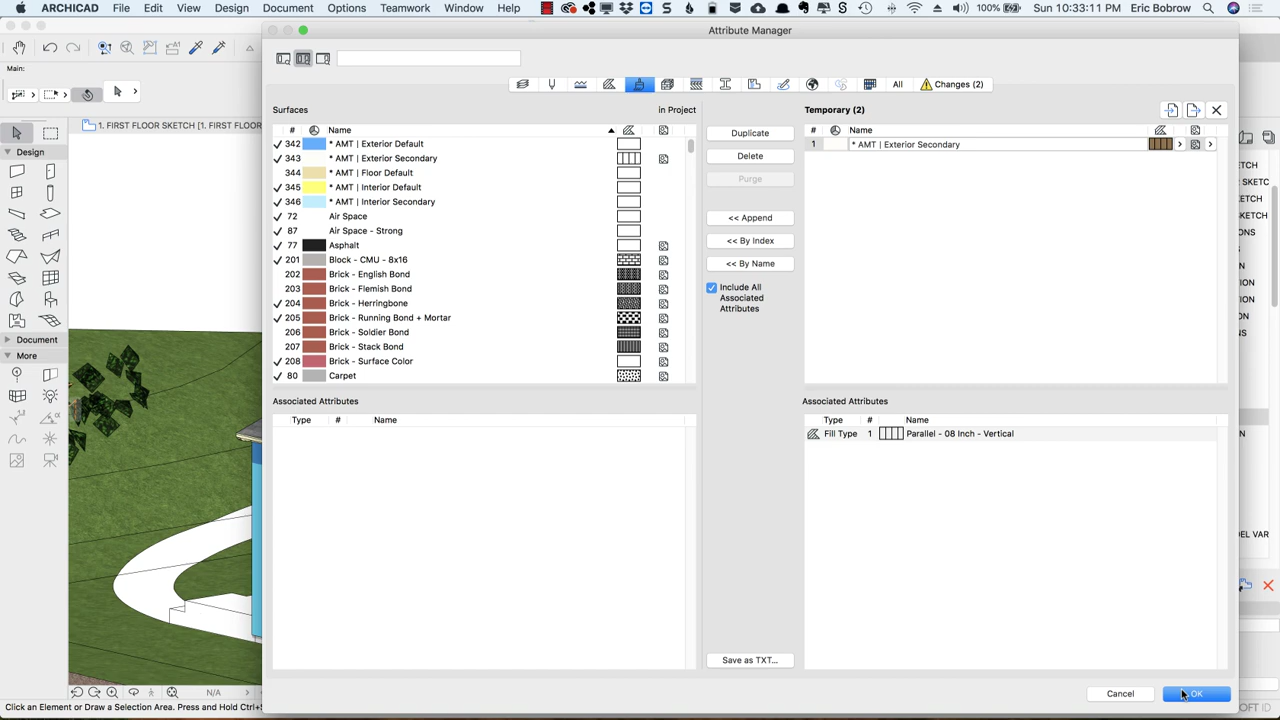 ARCHICAD File Edit View Design Document Options Teamwork Window Help 100% Sun 10:33:11 PM Eric Bobrow
Attribute Manager
Main:
All Changes (2)
Surfaces in Project
# Name
342 * AMT | Exterior Default
343 * AMT | Exterior Secondary
344 * AMT | Floor Default
345 * AMT | Interior Default
346 * AMT | Interior Secondary
72 Air Space
87 Air Space - Strong
77 Asphalt
201 Block - CMU - 8x16
202 Brick - English Bond
203 Brick - Flemish Bond
204 Brick - Herringbone
205 Brick - Running Bond + Mortar
206 Brick - Soldier Bond
207 Brick - Stack Bond
208 Brick - Surface Color
80 Carpet
Associated Attributes
Type # Name
Duplicate
Delete
Purge
<< Append
<< By Index
<< By Name
Include All
Associated
Attributes
Save as TXT...
Temporary (2)
# Name
1 * AMT | Exterior Secondary
Associated Attributes
Type # Name
Fill Type 1 Parallel - 08 Inch - Vertical
Cancel OK
1. FIRST FLOOR SKETCH [1. FIRST FLOOR
Design
Document
More
N/A
Click an Element or Draw a Selection Area. Press and Hold Ctrl+S